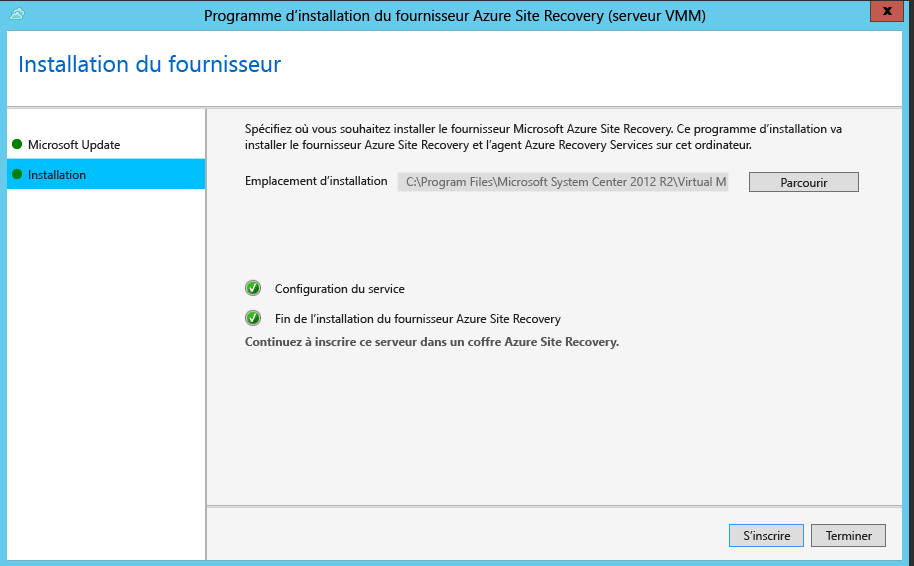 Programme d’installation du fournisseur Azure Site Recovery (serveur VMM)
x
Installation du fournisseur
Microsoft Update
Installation
Spécifiez où vous souhaitez installer le fournisseur Microsoft Azure Site Recovery. Ce programme d’installation va
installer le fournisseur Azure Site Recovery et l’agent Azure Recovery Services sur cet ordinateur.
Emplacement d’installation C:\Program Files\Microsoft System Center 2012 R2\Virtual M Parcourir
Configuration du service
Fin de l’installation du fournisseur Azure Site Recovery
Continuez à inscrire ce serveur dans un coffre Azure Site Recovery.
S’inscrire Terminer